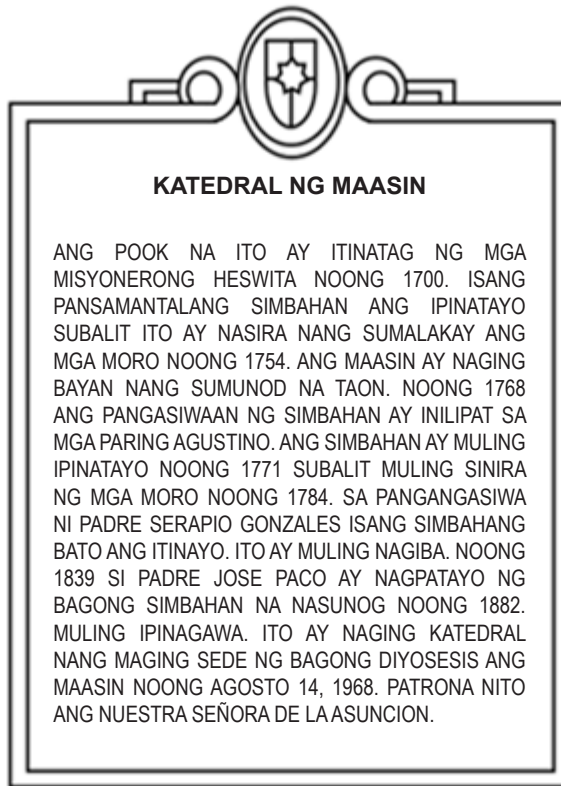 KATEDRAL NG MAASIN
ANG POOK NA ITO AY ITINATAG NG MGA
MISYONERONG HESWITA NOONG 1700. ISANG
PANSAMANTALANG SIMBAHAN ANG IPINATAYO
SUBALIT ITO AY NASIRA NANG SUMALAKAY ANG
MGA MORO NOONG 1754. ANG MAASIN AY NAGING
BAYAN NANG SUMUNOD NA TAON. NOONG 1768
ANG PANGASIWAAN NG SIMBAHAN AY INILIPAT SA
MGA PARING AGUSTINO. ANG SIMBAHAN AY MULING
IPINATAYO NOONG 1771 SUBALIT MULING SINIRA
NG MGA MORO NOONG 1784. SA PANGANGASIWA
NI PADRE SERAPIO GONZALES ISANG SIMBAHANG
BATO ANG ITINAYO. ITO AY MULING NAGIBA. NOONG
1839 SI PADRE JOSE PACO AY NAGPATAYO NG
BAGONG SIMBAHAN NA NASUNOG NOONG 1882.
MULING IPINAGAWA. ITO AY NAGING KATEDRAL
NANG MAGING SEDE NG BAGONG DIYOSESIS ANG
MAASIN NOONG AGOSTO 14, 1968. PATRONA NITO
ANG NUESTRA SEÑORA DE LA ASUNCION.